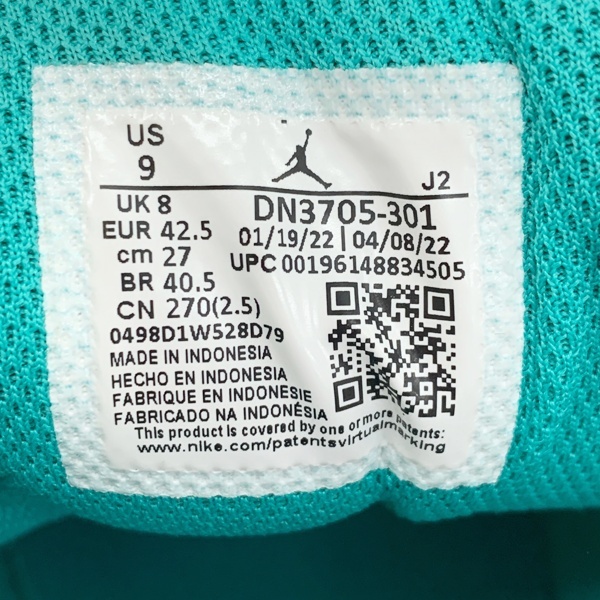 US
9
J2
UK 8
EUR 42.5
cm 27
BR 40.5
CN 270(2.5)
DN3705-301
01/19/22 | 04/08/22
UPC 00196148834505
0498D1W528D79
MADE IN INDONESIA
HECHO EN INDONESIA
FABRIQUE EN INDONESIE
FABRICADO NA INDONÉSIA
This product is covered by one or more patents:
www.nike.com/patentsvirtualmarking